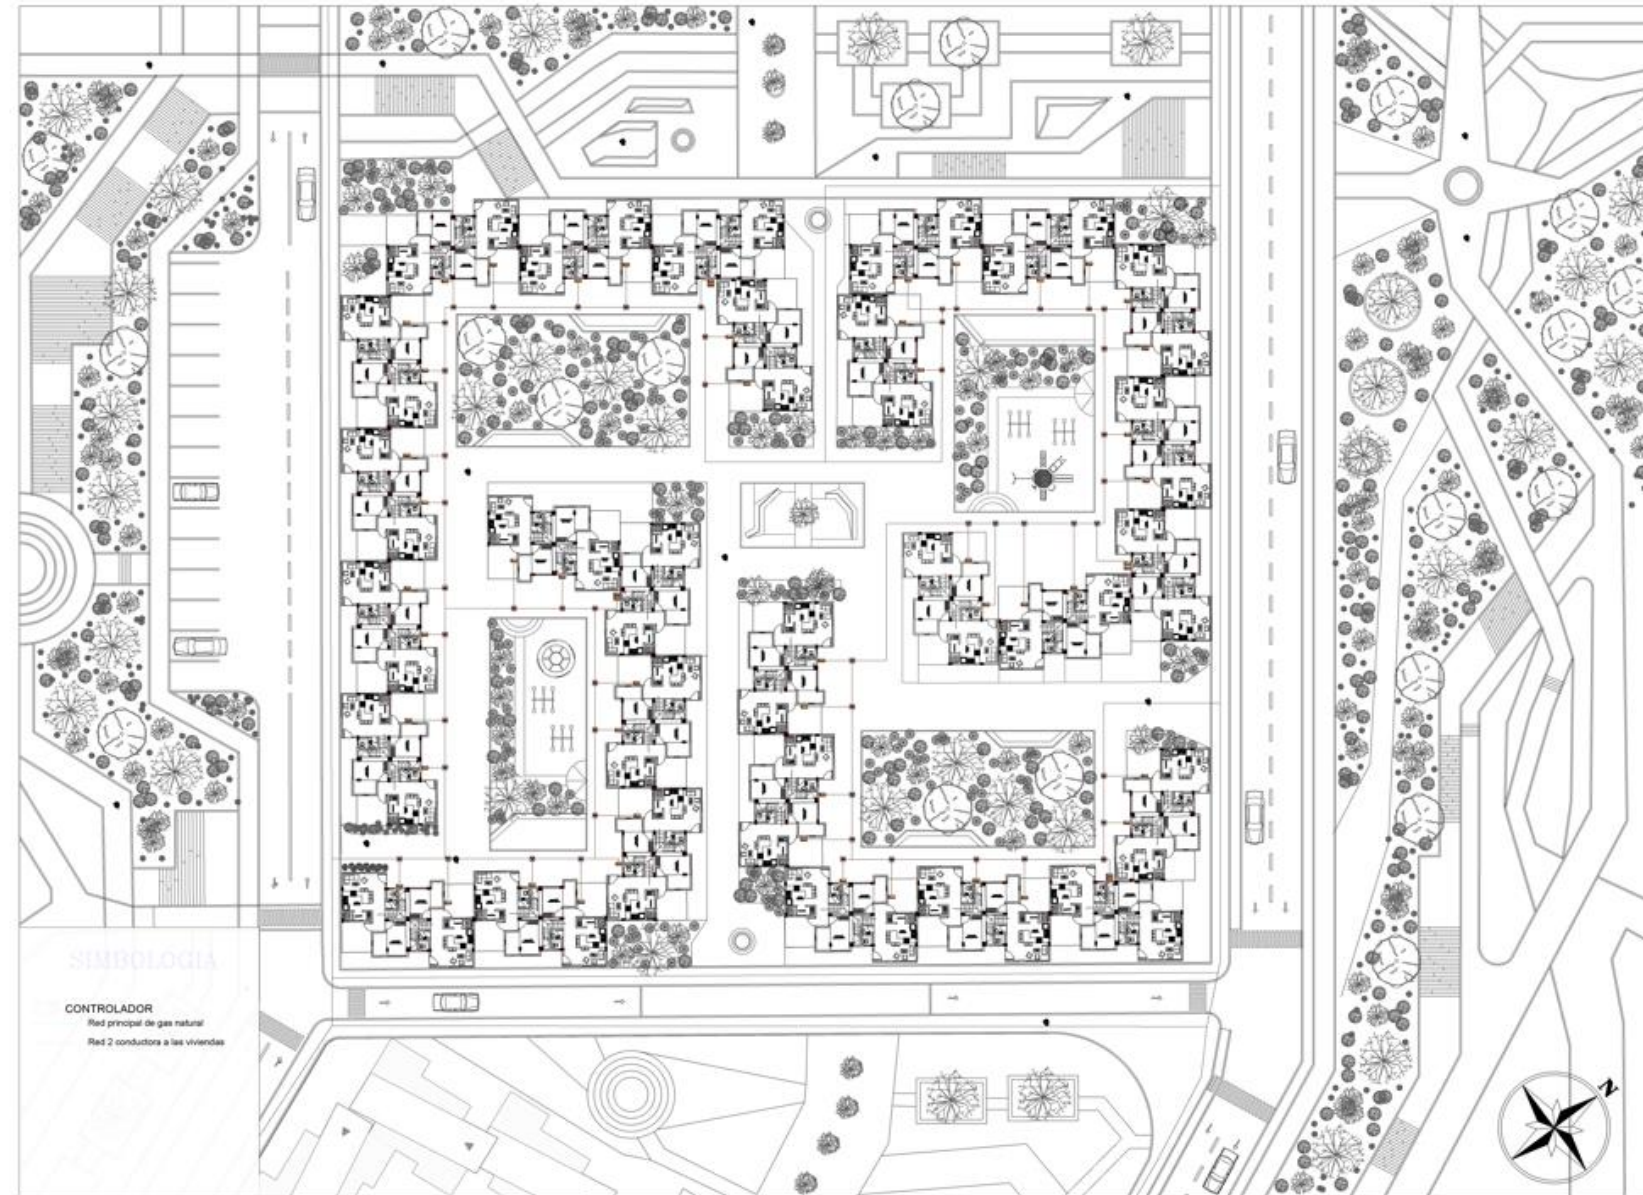 SIMBOLOGIA
CONTROLADOR
Red principal de gas natural
Red 2 conductora a las viviendas
N